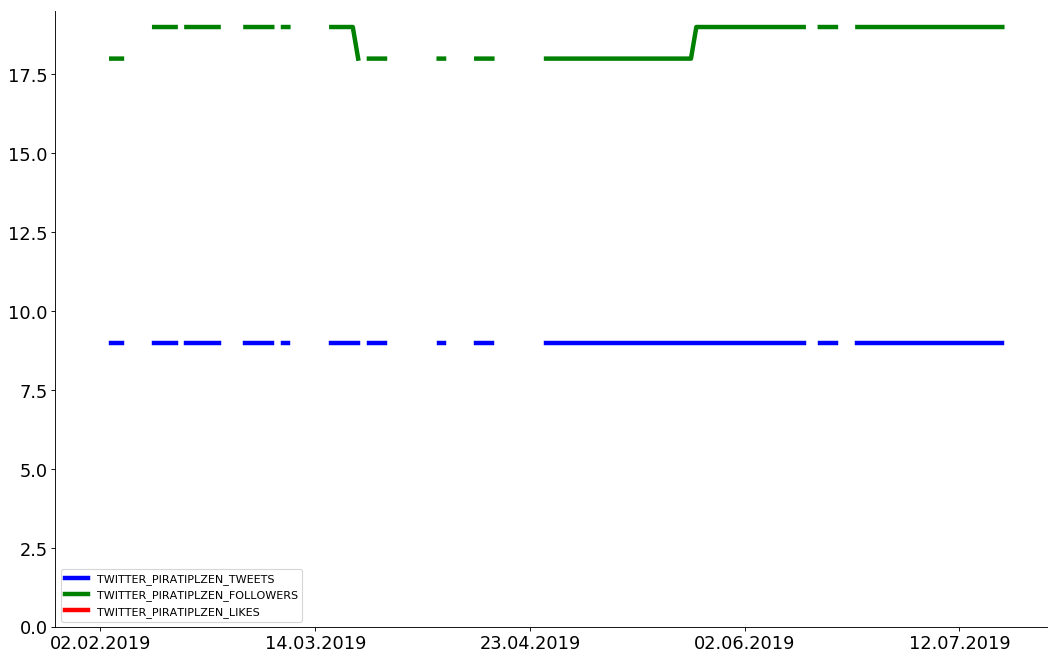 17.5
15.0
12.5
10.0
7.5
5.0
2.5
0.0
TWITTER_PIRATIPLZEN_TWEETS
TWITTER_PIRATIPLZEN_FOLLOWERS
TWITTER_PIRATIPLZEN_LIKES
02.02.2019 14.03.2019 23.04.2019 02.06.2019 12.07.2019